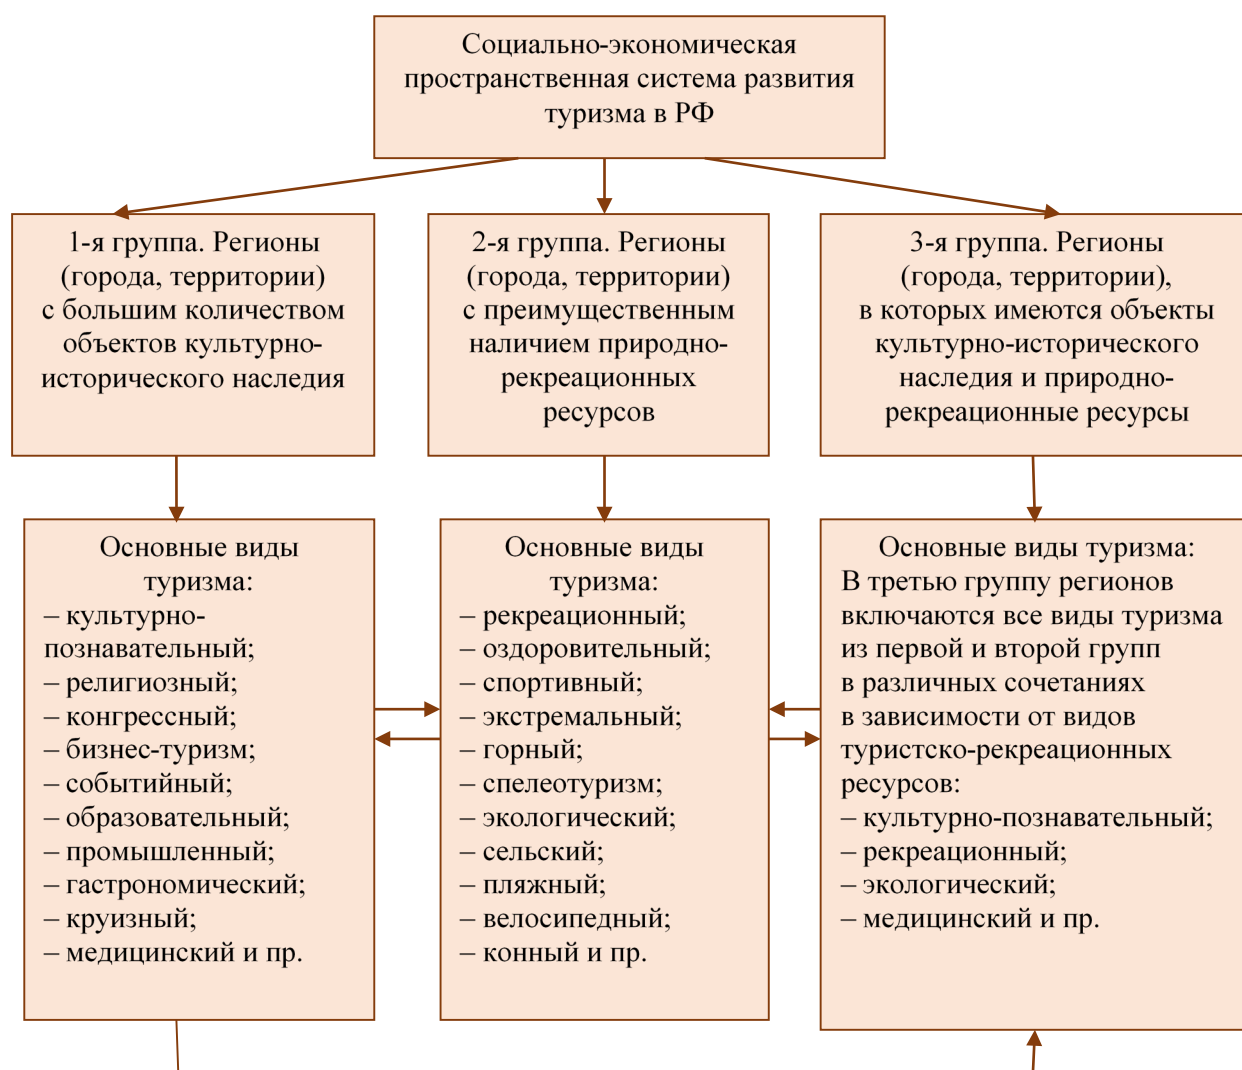 Социально-экономическая
пространственная система развития
туризма в РФ
1-я группа. Регионы
(города, территории)
с большим количеством
объектов культурно-
исторического наследия
2-я группа. Регионы
(города, территории)
с преимущественным
наличием природно-
рекреационных
ресурсов
3-я группа. Регионы
(города, территории),
в которых имеются объекты
культурно-исторического
наследия и природно-
рекреационные ресурсы
Основные виды
туризма:
– культурно-
познавательный;
– религиозный;
– конгрессный;
– бизнес-туризм;
– событийный;
– образовательный;
– промышленный;
– гастрономический;
– круизный;
– медицинский и пр.
Основные виды
туризма:
– рекреационный;
– оздоровительный;
– спортивный;
– экстремальный;
– горный;
– спелеотуризм;
– экологический;
– сельский;
– пляжный;
– велосипедный;
– конный и пр.
Основные виды туризма:
В третью группу регионов
включаются все виды туризма
из первой и второй групп
в различных сочетаниях
в зависимости от видов
туристско-рекреационных
ресурсов:
– культурно-познавательный;
– рекреационный;
– экологический;
– медицинский и пр.